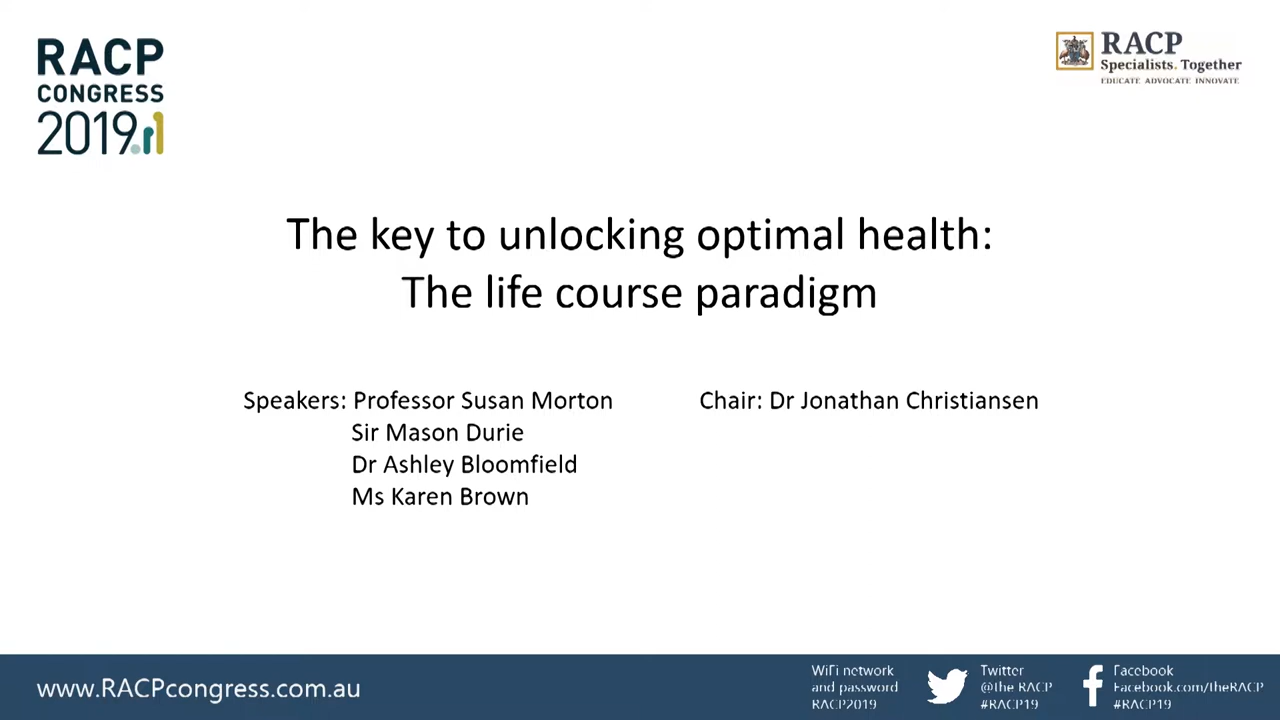 RACP
CONGRESS
2019
RACP
Specialists. Together
EDUCATE ADVOCATE INNOVATE
The key to unlocking optimal health:
The life course paradigm
Speakers: Professor Susan Morton
Sir Mason Durie
Dr Ashley Bloomfield
Ms Karen Brown
Chair: Dr Jonathan Christiansen
www.RACPcongress.com.au
WiFi network
and password
RACP2019
Twitter
@the RACP
#RACP19
Facebook
Facebook.com/theRACP
#RACP19